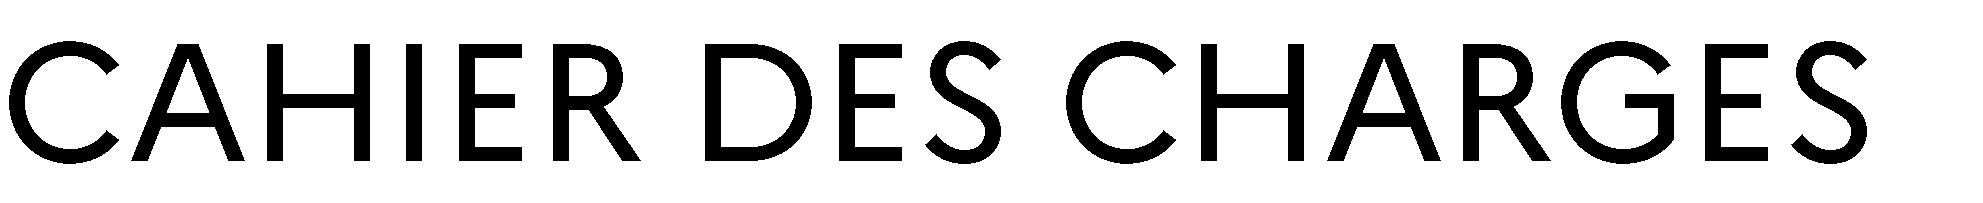 CAHIER DES CHARGES